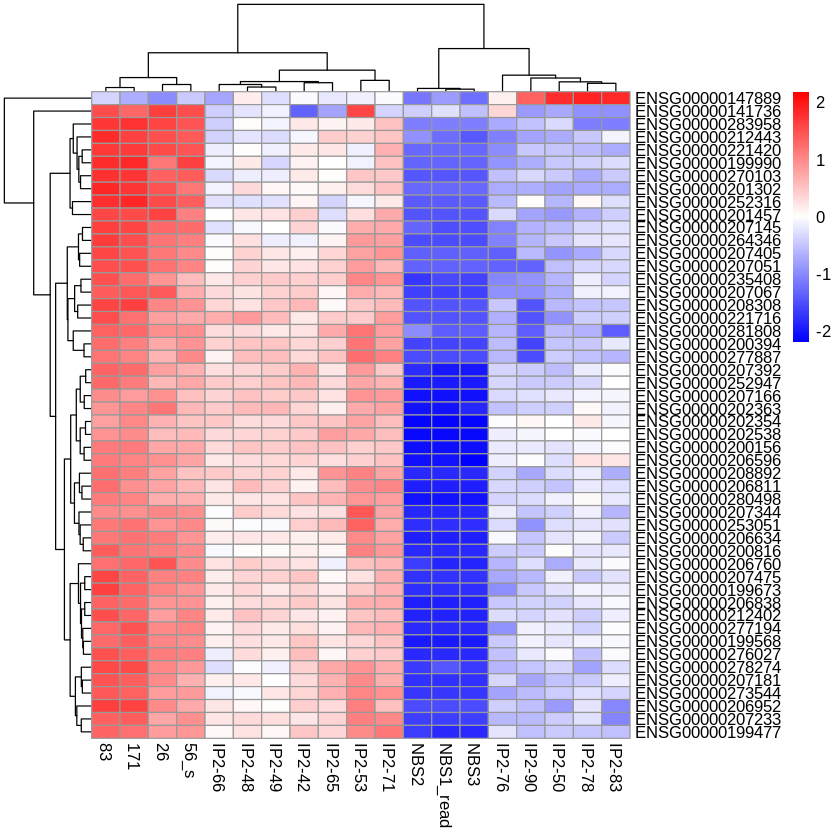 ENSG00000147889
ENSG00000141736
ENSG00000283958
ENSG00000212443
ENSG00000221420
ENSG00000199990
ENSG00000270103
ENSG00000201302
ENSG00000252316
ENSG00000201457
ENSG00000207145
ENSG00000264346
ENSG00000207405
ENSG00000207051
ENSG00000235408
ENSG00000207067
ENSG00000208308
ENSG00000221716
ENSG00000281808
ENSG00000200394
ENSG00000277887
ENSG00000207392
ENSG00000252947
ENSG00000207166
ENSG00000202363
ENSG00000202354
ENSG00000202538
ENSG00000200156
ENSG00000206596
ENSG00000208892
ENSG00000206811
ENSG00000280498
ENSG00000207344
ENSG00000253051
ENSG00000206634
ENSG00000200816
ENSG00000206760
ENSG00000207475
ENSG00000199673
ENSG00000206838
ENSG00000212402
ENSG00000277194
ENSG00000199568
ENSG00000276027
ENSG00000278274
ENSG00000207181
ENSG00000273544
ENSG00000206952
ENSG00000207233
ENSG00000199477
2
1
0
-1
-2
83
171
26
56_s
IP2-66
IP2-48
IP2-49
IP2-42
IP2-65
IP2-53
IP2-71
NBS2
NBS1_read
NBS3
IP2-76
IP2-90
IP2-50
IP2-78
IP2-83